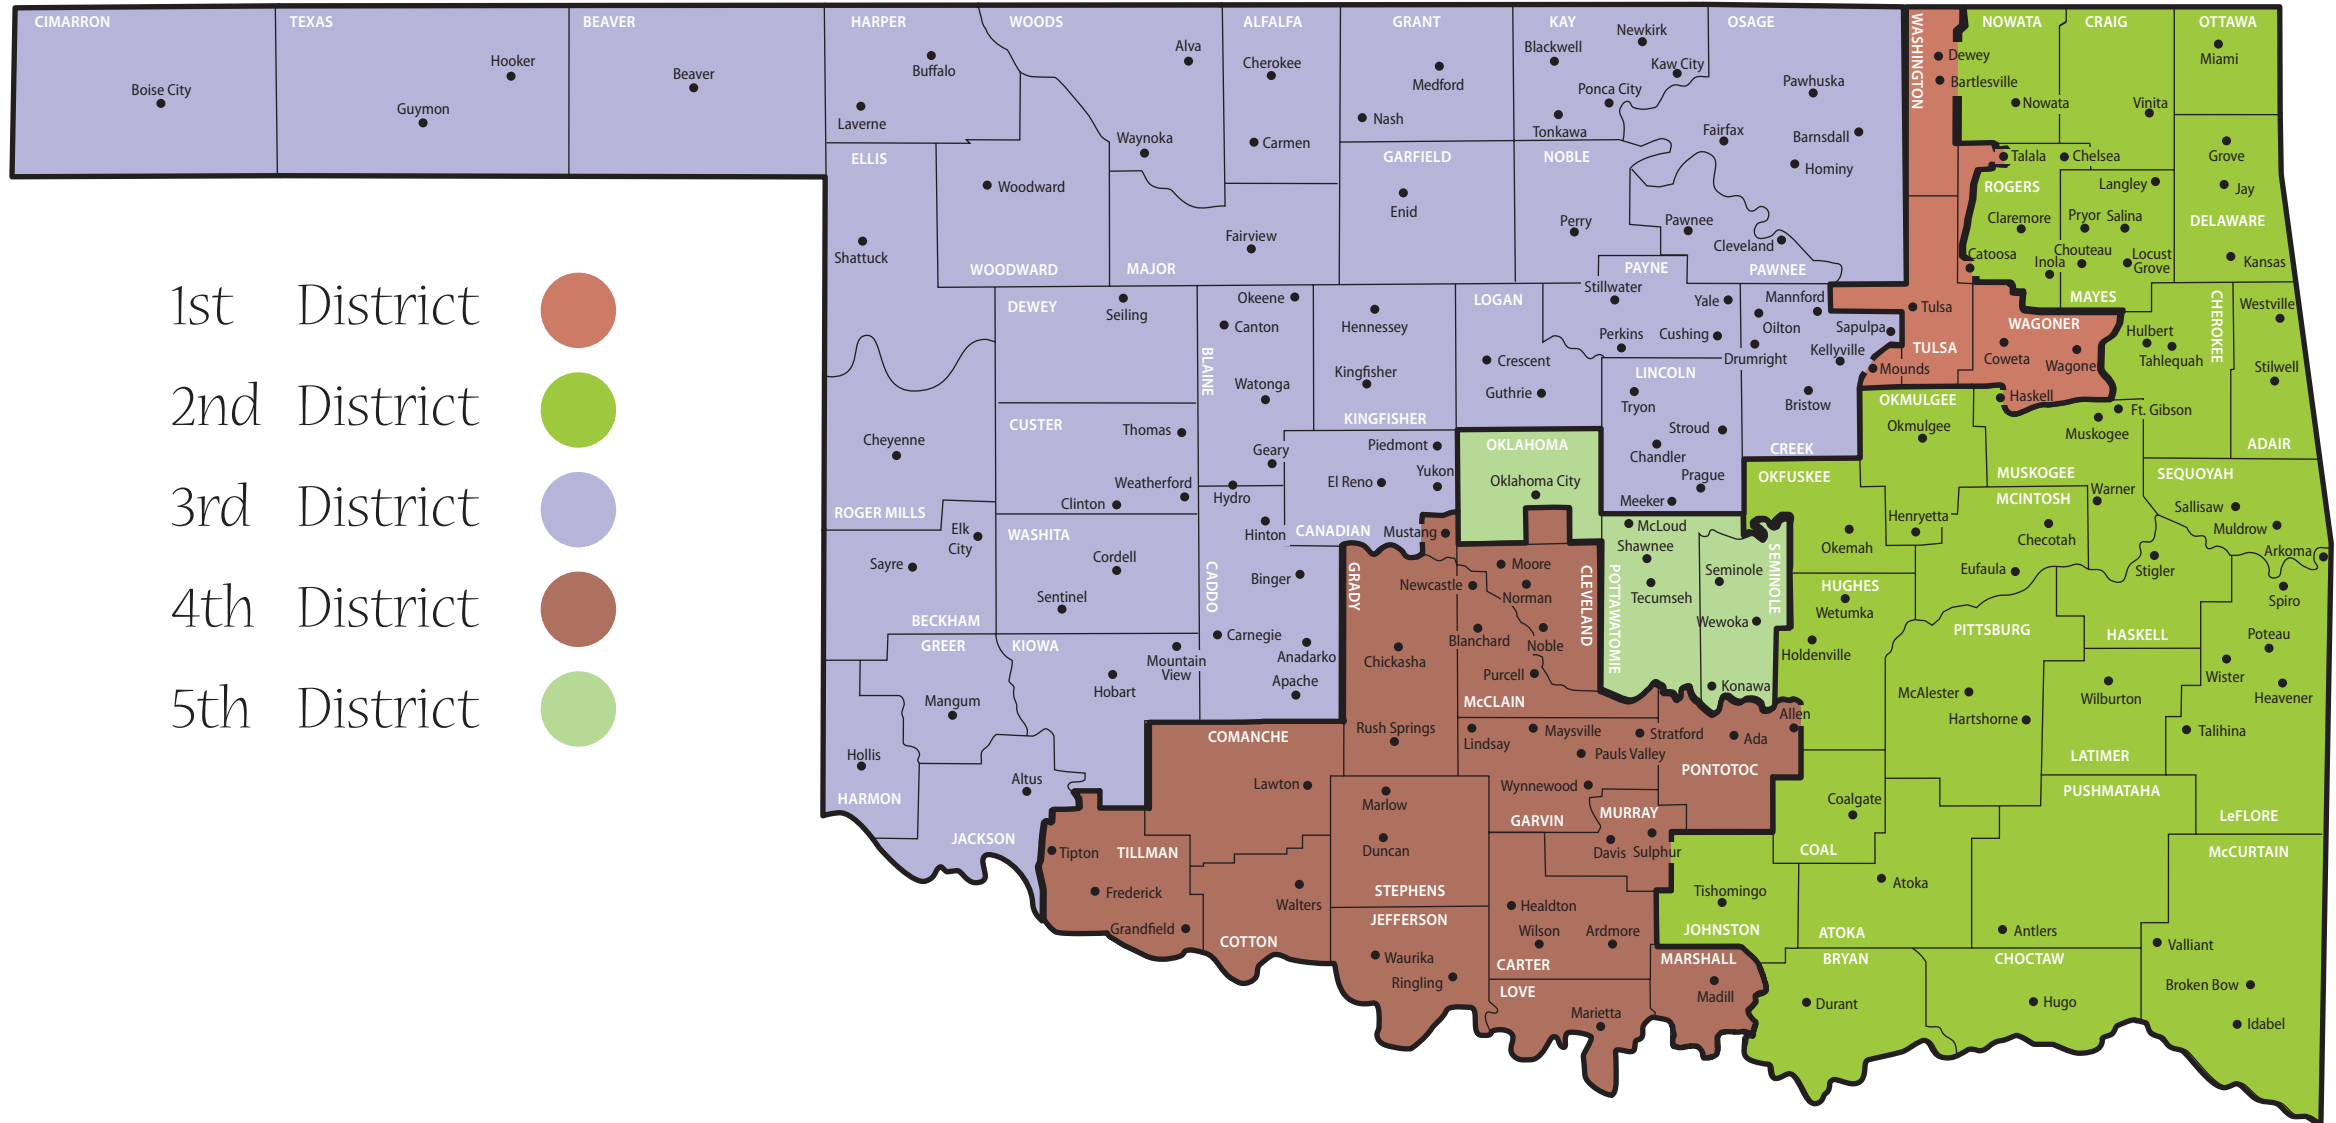 CIMARRON
TEXAS
BEAVER
HARPER
WOODS
ALFALFA
GRANT
KAY
OSAGE
WASHINGTON
NOWATA
CRAIG
OTTAWA
Boise City
Hooker
Guymon
Beaver
Buffalo
Laverne
Alva
Waynoka
Cherokee
Carmen
Medford
Nash
Newkirk
Blackwell
Kaw City
Ponca City
Tonkawa
Pawhuska
Fairfax
Barnsdall
Hominy
Dewey
Bartlesville
Nowata
Vinita
Miami
ELLIS
Woodward
GARFIELD
NOBLE
Talala
Chelsea
Grove
ROGERS
Langley
Jay
Enid
Claremore
Pryor
Salina
DELAWARE
Shattuck
Fairview
Perry
Pawnee
Cleveland
Catoosa
Chouteau
Inola
Locust
Grove
Kansas
WOODWARD
MAJOR
PAYNE
PAWNEE
MAYES
1st District
2nd District
3rd District
4th District
5th District
DEWEY
Seiling
Okeene
Canton
BLAINE
Hennessey
LOGAN
Stillwater
Yale
Mannford
Oilton
Tulsa
WAGONER
CHEROKEE
Westville
Kingfisher
Crescent
Perkins
Cushing
Drumright
Sapulpa
Kellyville
TULSA
Mounds
Coweta
Wagoner
Hulbert
Tahlequah
Stilwell
Watonga
Guthrie
LINCOLN
Tryon
Bristow
OKMULGEE
Haskell
Ft. Gibson
Muskogee
ADAIR
Cheyenne
CUSTER
Thomas
KINGFISHER
Stroud
Chandler
CREEK
Okmulgee
Geary
Piedmont
Yukon
OKLAHOMA
Oklahoma City
Prague
Meeker
OKFUSKEE
MUSKOGEE
SEQUOYAH
Weatherford
Clinton
Hydro
El Reno
MCINTOSH
Warner
Sallisaw
ROGER MILLS
Elk
City
WASHITA
Hinton
CANADIAN
Mustang
McLoud
Shawnee
Henryetta
Okemah
Checotah
Muldrow
Arkoma
Sayre
Cordell
Binger
CADDO
GRADY
Moore
Newcastle
Norman
CLEVELAND
POTTAWATOMIE
Tecumseh
Seminole
SEMINOLE
HUGHES
Wetumka
Eufaula
Stigler
Spiro
Sentinel
Wewoka
BECKHAM
GREER
KIOWA
Carnegie
Anadarko
Chickasha
Blanchard
Noble
Holdenville
PITTSBURG
HASKELL
Poteau
Mountain
View
Hobart
Apache
Purcell
Konawa
McAlester
Wilburton
Wister
Heavener
Mangum
McCLAIN
Hartshorne
Talihina
COMANCHE
Rush Springs
Lindsay
Maysville
Stratford
Ada
Allen
Pauls Valley
PONTOTOC
LATIMER
Hollis
Altus
HARMON
Lawton
Marlow
Wynnewood
Coalgate
PUSHMATAHA
GARVIN
MURRAY
LeFLORE
JACKSON
Tipton
TILLMAN
Duncan
Davis
Sulphur
COAL
McCURTAIN
Frederick
Walters
STEPHENS
Tishomingo
Atoka
Grandfield
COTTON
JEFFERSON
Healdton
Wilson
Ardmore
JOHNSTON
ATOKA
Antlers
Valliant
Waurika
Ringling
CARTER
MARSHALL
Madill
BRYAN
CHOCTAW
Broken Bow
LOVE
Marietta
Durant
Hugo
Idabel